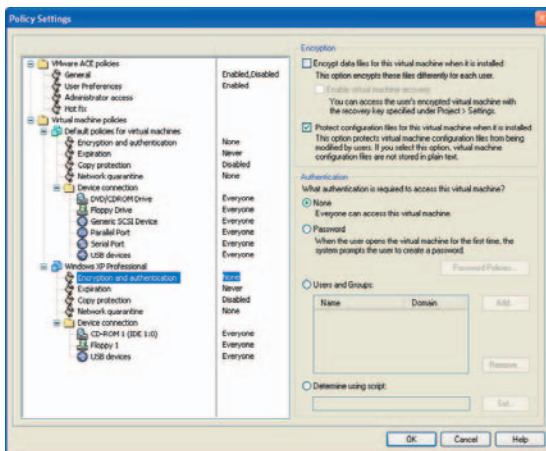 Policy Settings
VMware ACE policies
General Enabled,Disabled
User Preferences Enabled
Administrator access
Hot fix
Virtual machine policies
Default policies for virtual machines
Encryption and authentication None
Expiration Never
Copy protection Disabled
Network quarantine None
Device connection
DVD/CDROM Drive Everyone
Floppy Drive Everyone
Generic SCSI Device Everyone
Parallel Port Everyone
Serial Port Everyone
USB devices Everyone
Windows XP Professional
Encryption and authentication None
Expiration Never
Copy protection Disabled
Network quarantine None
Device connection
CD-ROM 1 (IDE 1:0) Everyone
Floppy 1 Everyone
USB devices Everyone
Encryption
Encrypt data files for this virtual machine when it is installed
This option encrypts these files differently for each user.
Enable virtual machine recovery
You can access the user's encrypted virtual machine with
the recovery key specified under Project > Settings.
Protect configuration files for this virtual machine when it is installed
This option protects virtual machine configuration files from being
modified by users. If you select this option, virtual machine
configuration files are not stored in plain text.
Authentication
What authentication is required to access this virtual machine?
None
Everyone can access this virtual machine.
Password
When the user opens the virtual machine for the first time, the
system prompts the user to create a password.
Password Policies...
Users and Groups:
Name Domain Add...
Remove
Determine using script:
OK Cancel Help